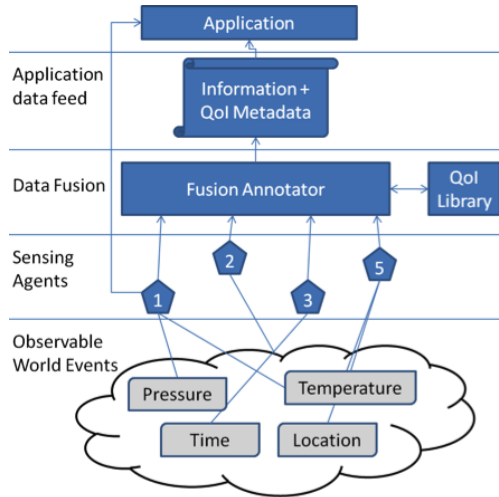 Application
Application
data feed
Information +
QoI Metadata
Data Fusion
Fusion Annotator
QoI
Library
Sensing
Agents
1
2
3
5
Observable
World Events
Pressure
Temperature
Time
Location